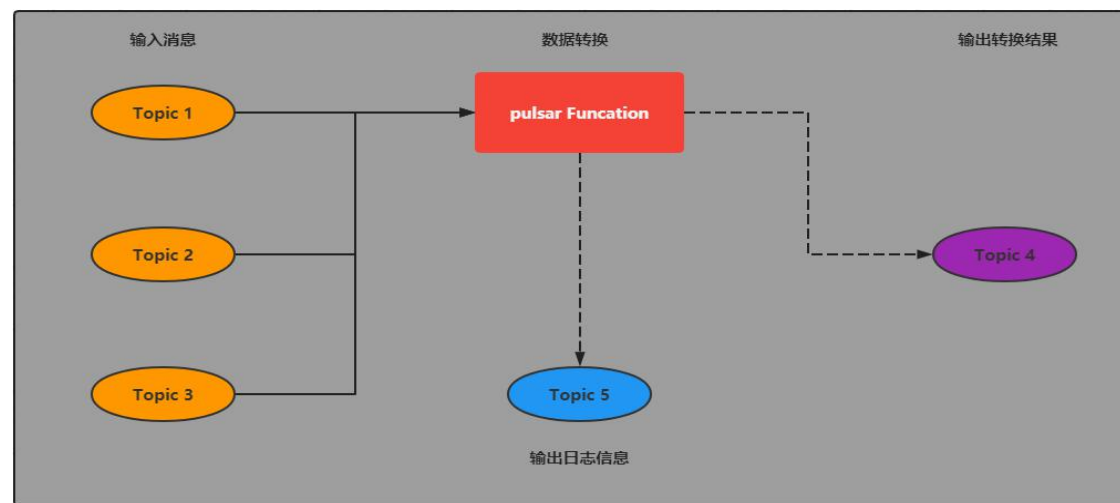 输入消息
数据转换
输出转换结果
Topic 1
pulsar Funcation
Topic 2
Topic 4
Topic 3
Topic 5
输出日志信息